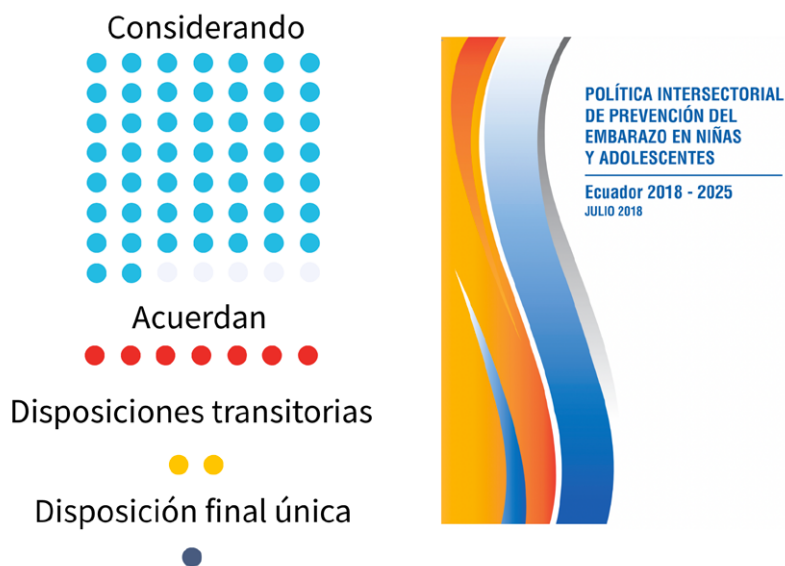 Considerando
Acuerdan
Disposiciones transitorias
Disposición final única
POLÍTICA INTERSECTORIAL
DE PREVENCIÓN DEL
EMBARAZO EN NIÑAS
Y ADOLESCENTES
Ecuador 2018 - 2025
JULIO 2018